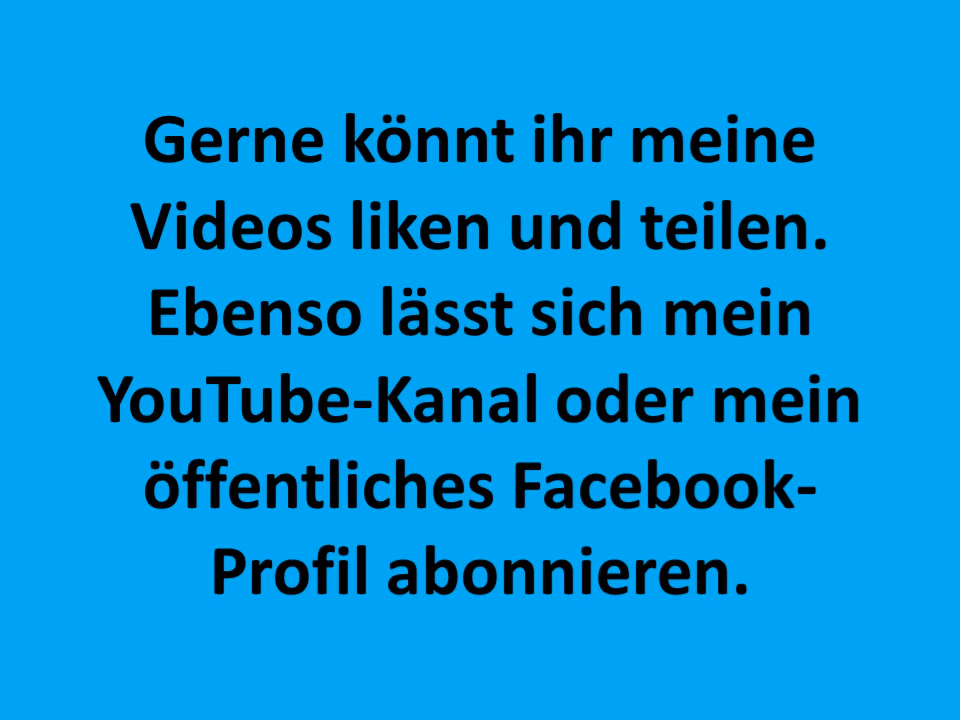 Gerne könnt ihr meine
Videos liken und teilen.
Ebenso lässt sich mein
YouTube-Kanal oder mein
öffentliches Facebook-
Profil abonnieren.